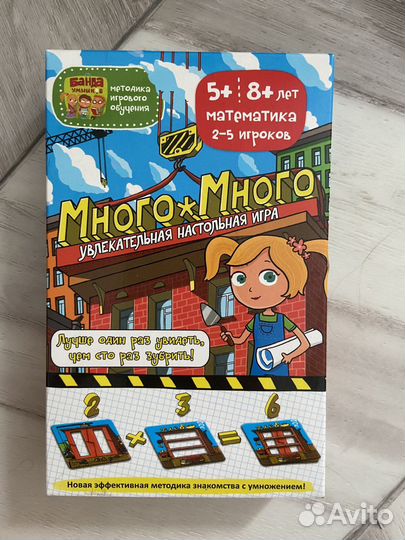 БАНДА
УМНИКОВ
методика
игрового
обучения
5+ 8+ лет
математика
2-5 игроков
Много*Много
увлекательная настольная игра
Лучше один раз увидеть,
чем сто раз зубрить!
2 3 6
× =
Новая эффективная методика знакомства с умножением!
Avito